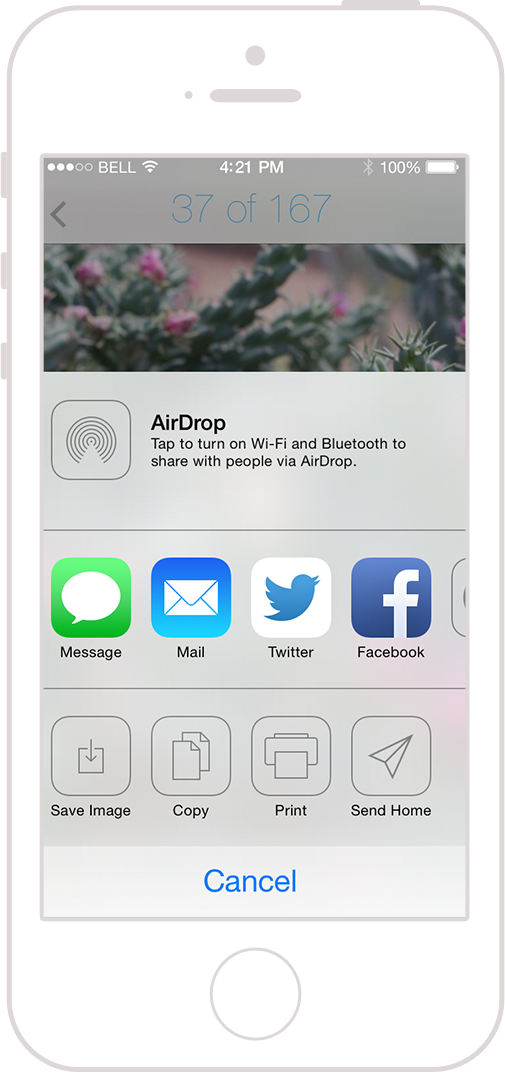 BELL 4:21 PM 100%
37 of 167
AirDrop
Tap to turn on Wi-Fi and Bluetooth to
share with people via AirDrop.
Message Mail Twitter Facebook
Save Image Copy Print Send Home
Cancel